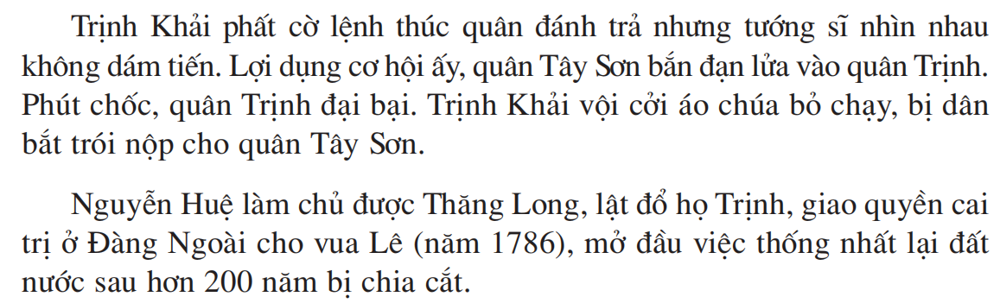 Trịnh Khải phất cờ lệnh thúc quân đánh trả nhưng tướng sĩ nhìn nhau
không dám tiến. Lợi dụng cơ hội ấy, quân Tây Sơn bắn đạn lửa vào quân Trịnh.
Phút chốc, quân Trịnh đại bại. Trịnh Khải vội cởi áo chúa bỏ chạy, bị dân
bắt trói nộp cho quân Tây Sơn.
Nguyễn Huệ làm chủ được Thăng Long, lật đổ họ Trịnh, giao quyền cai
trị ở Đàng Ngoài cho vua Lê (năm 1786), mở đầu việc thống nhất lại đất
nước sau hơn 200 năm bị chia cắt.